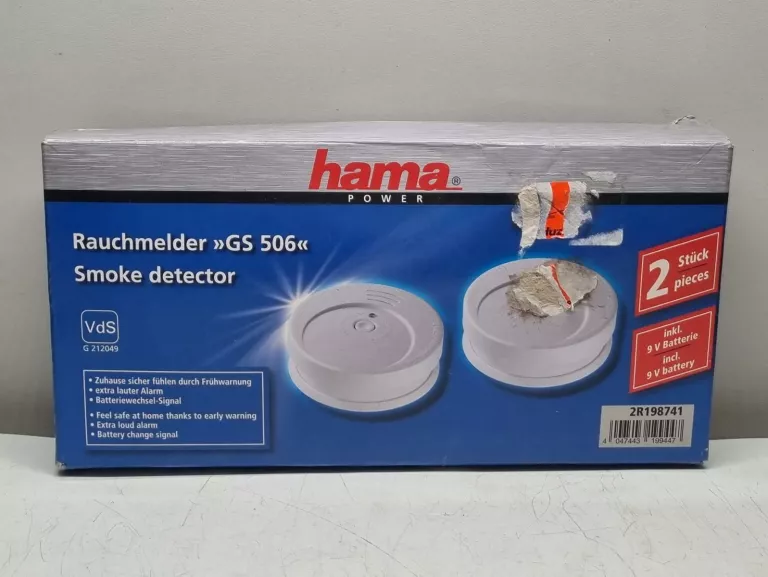 hama®
POWER
Rauchmelder »GS 506«
Smoke detector
VdS
G 212049
• Zuhause sicher fühlen durch Frühwarnung
• extra lauter Alarm
• Batteriewechsel-Signal
• Feel safe at home thanks to early warning
• Extra loud alarm
• Battery change signal
2 Stück
pieces
inkl.
9 V Batterie
incl.
9 V battery
2R198741
4 047443 199447